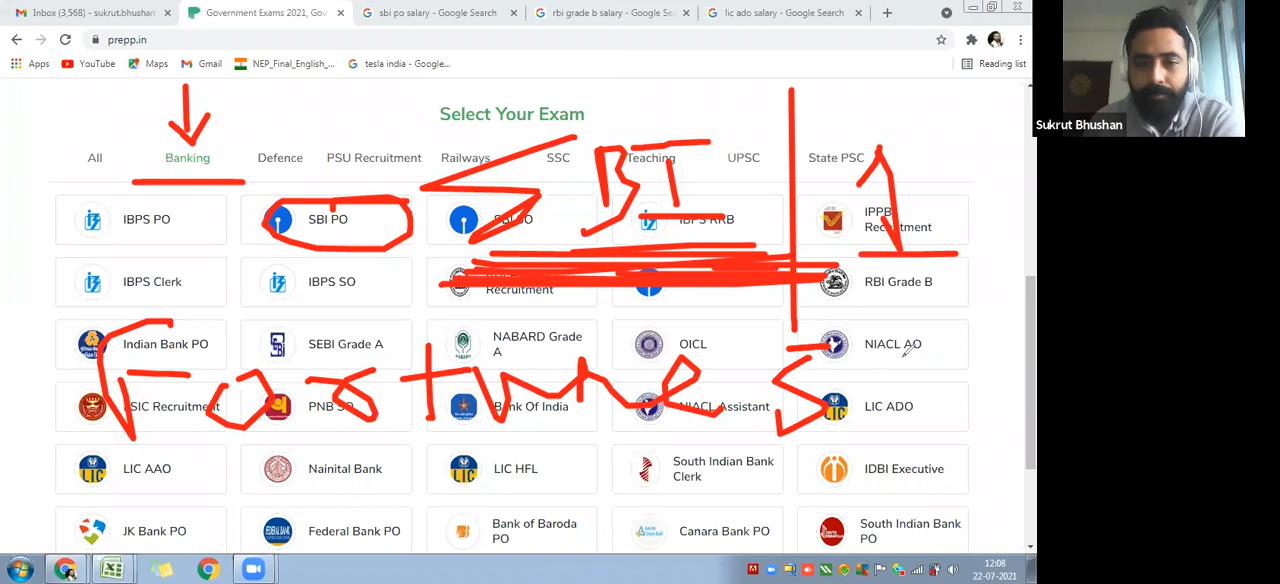 Inbox (3,568) - sukrut.bhushan
Government Exams 2021, Gov
sbi po salary - Google Search
rbi grade b salary - Google Search
lic ado salary - Google Search
prepp.in
Apps
YouTube
Maps
Gmail
NEP_Final_English_...
tesla india - Google...
Reading list
Sukrut Bhushan
Select Your Exam
All
Banking
Defence
PSU Recruitment
Railways
SSC
Teaching
UPSC
State PSC
BI
IBPS PO
SBI PO
SBI SO
IBPS RRB
IPPB
Recruitment
IBPS Clerk
IBPS SO
Recruitment
RBI Grade B
Indian Bank PO
SEBI Grade A
NABARD Grade
A
OICL
NIACL AO
ESIC Recruitment
PNB SO
Bank Of India
NIACL Assistant
LIC ADO
LIC AAO
Nainital Bank
LIC HFL
South Indian Bank
Clerk
IDBI Executive
JK Bank PO
Federal Bank PO
Bank of Baroda
PO
Canara Bank PO
South Indian Bank
PO
12:08
22-07-2021